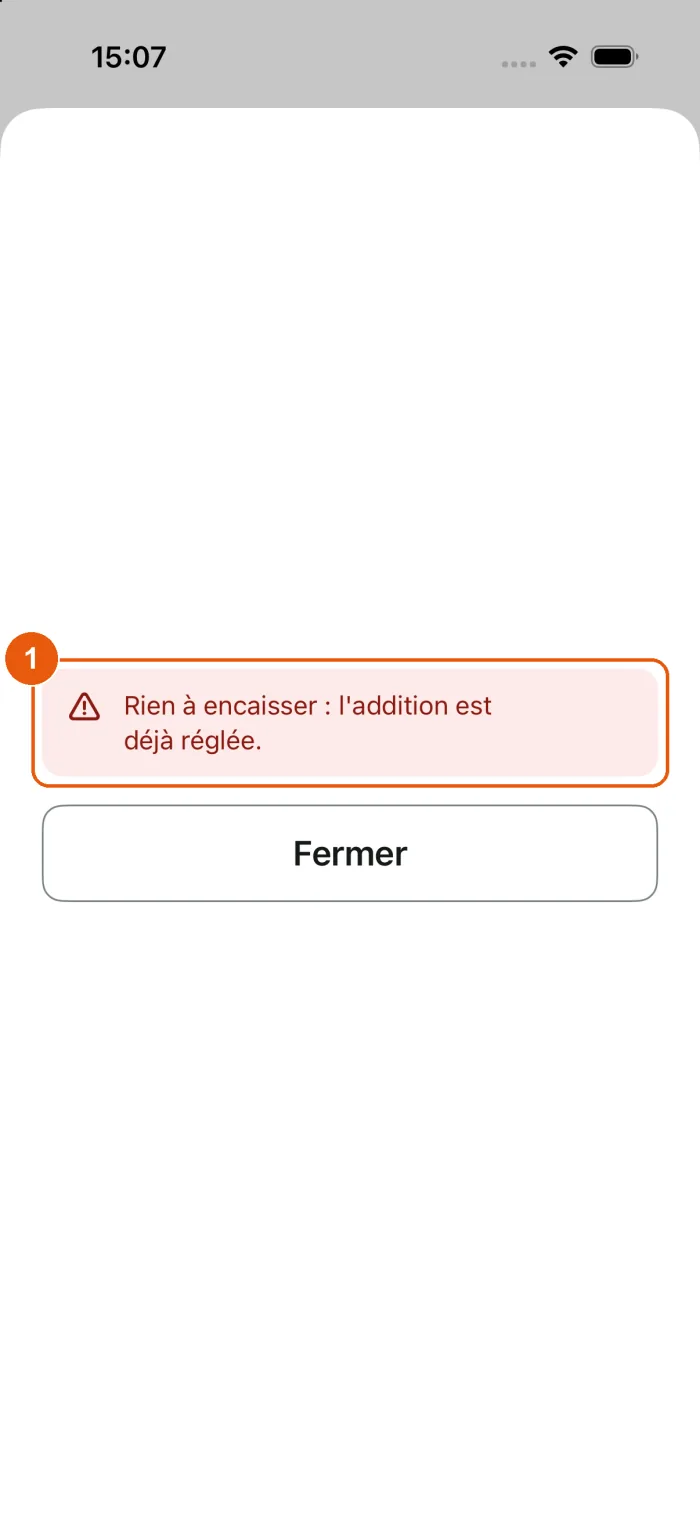 15:07
1
Rien à encaisser : l'addition est
déjà réglée.
Fermer